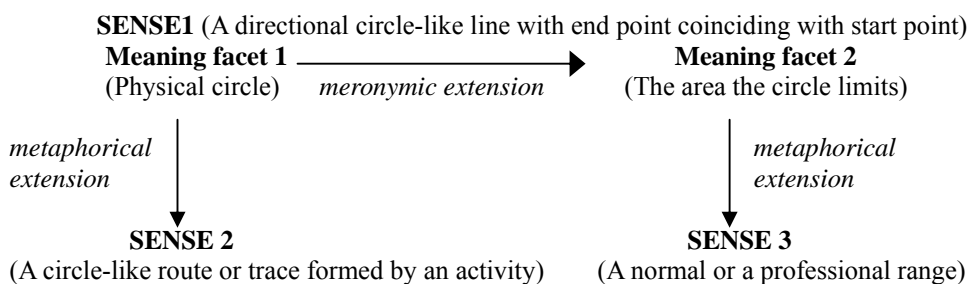 SENSE1 (A directional circle-like line with end point coinciding with start point)
Meaning facet 1 Meaning facet 2
(Physical circle) meronymic extension (The area the circle limits)
metaphorical metaphorical
extension extension
SENSE 2 SENSE 3
(A circle-like route or trace formed by an activity) (A normal or a professional range)